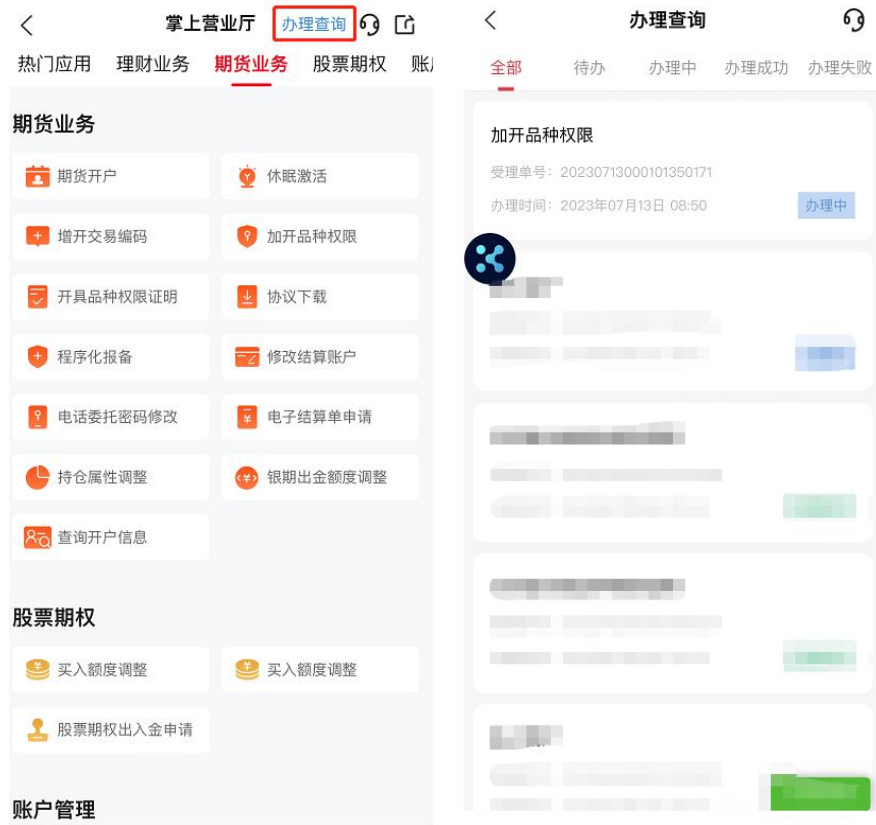 掌上营业厅 办理查询
热门应用 理财业务 期货业务 股票期权
期货业务
期货开户 休眠激活
增开交易编码 加开品种权限
开具品种权限证明 协议下载
程序化报备 修改结算账户
电话委托密码修改 电子结算单申请
持仓属性调整 银期出金额度调整
查询开户信息
股票期权
买入额度调整 买入额度调整
股票期权出入金申请
账户管理
办理查询
全部 待办 办理中 办理成功 办理失败
加开品种权限
受理单号：20230713000101350171
办理时间：2023年07月13日 08:50 办理中